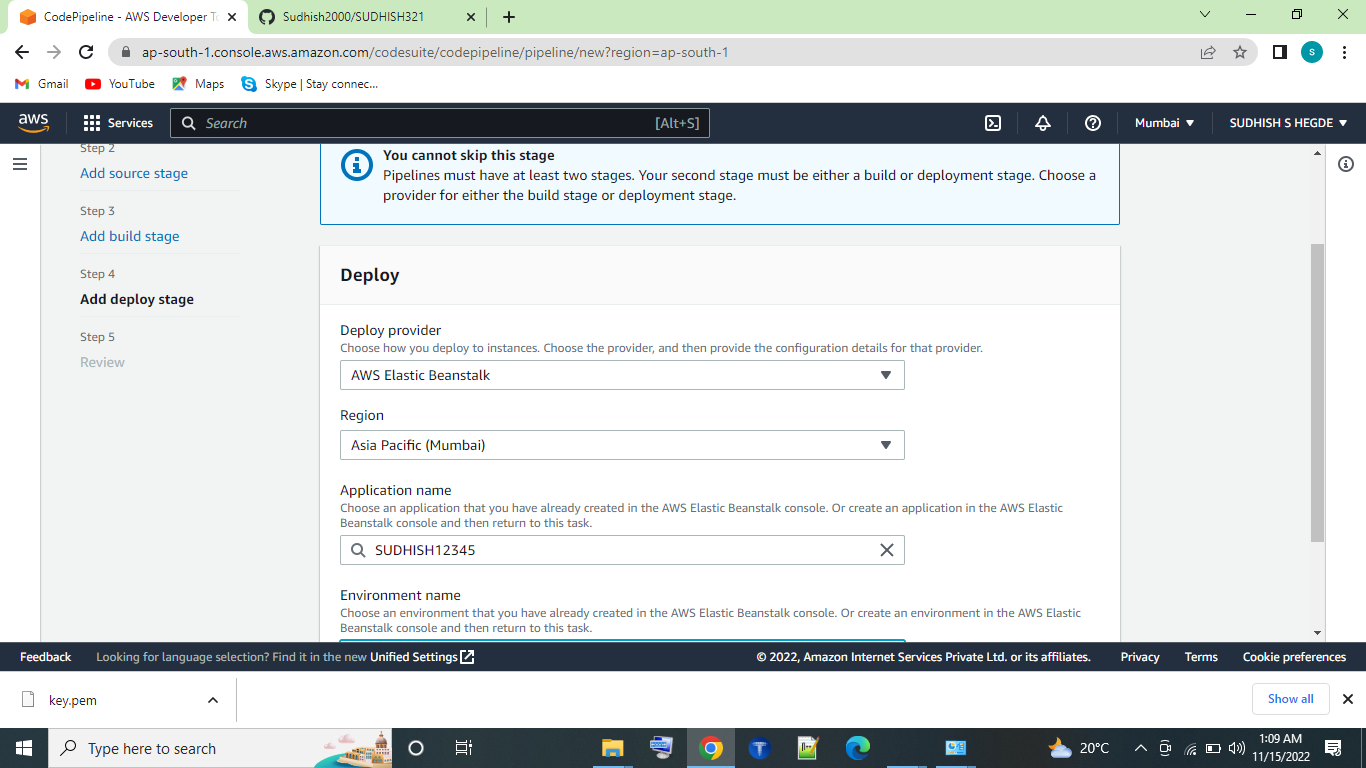 CodePipeline - AWS Developer To
Sudhish2000/SUDHISH321
ap-south-1.console.aws.amazon.com/codesuite/codepipeline/pipeline/new?region=ap-south-1
S
Gmail
YouTube
Maps
Skype | Stay connec...
aws
Services
Search
[Alt+S]
Mumbai
SUDHISH S HEGDE
Step 2
Add source stage
Step 3
Add build stage
Step 4
Add deploy stage
Step 5
Review
You cannot skip this stage
Pipelines must have at least two stages. Your second stage must be either a build or deployment stage. Choose a
provider for either the build stage or deployment stage.
Deploy
Deploy provider
Choose how you deploy to instances. Choose the provider, and then provide the configuration details for that provider.
AWS Elastic Beanstalk
Region
Asia Pacific (Mumbai)
Application name
Choose an application that you have already created in the AWS Elastic Beanstalk console. Or create an application in the AWS Elastic
Beanstalk console and then return to this task.
SUDHISH12345
Environment name
Choose an environment that you have already created in the AWS Elastic Beanstalk console. Or create an environment in the AWS Elastic
Beanstalk console and then return to this task.
Feedback
Looking for language selection? Find it in the new Unified Settings
© 2022, Amazon Internet Services Private Ltd. or its affiliates.
Privacy
Terms
Cookie preferences
key.pem
Show all
Type here to search
20°C
1:09 AM
11/15/2022